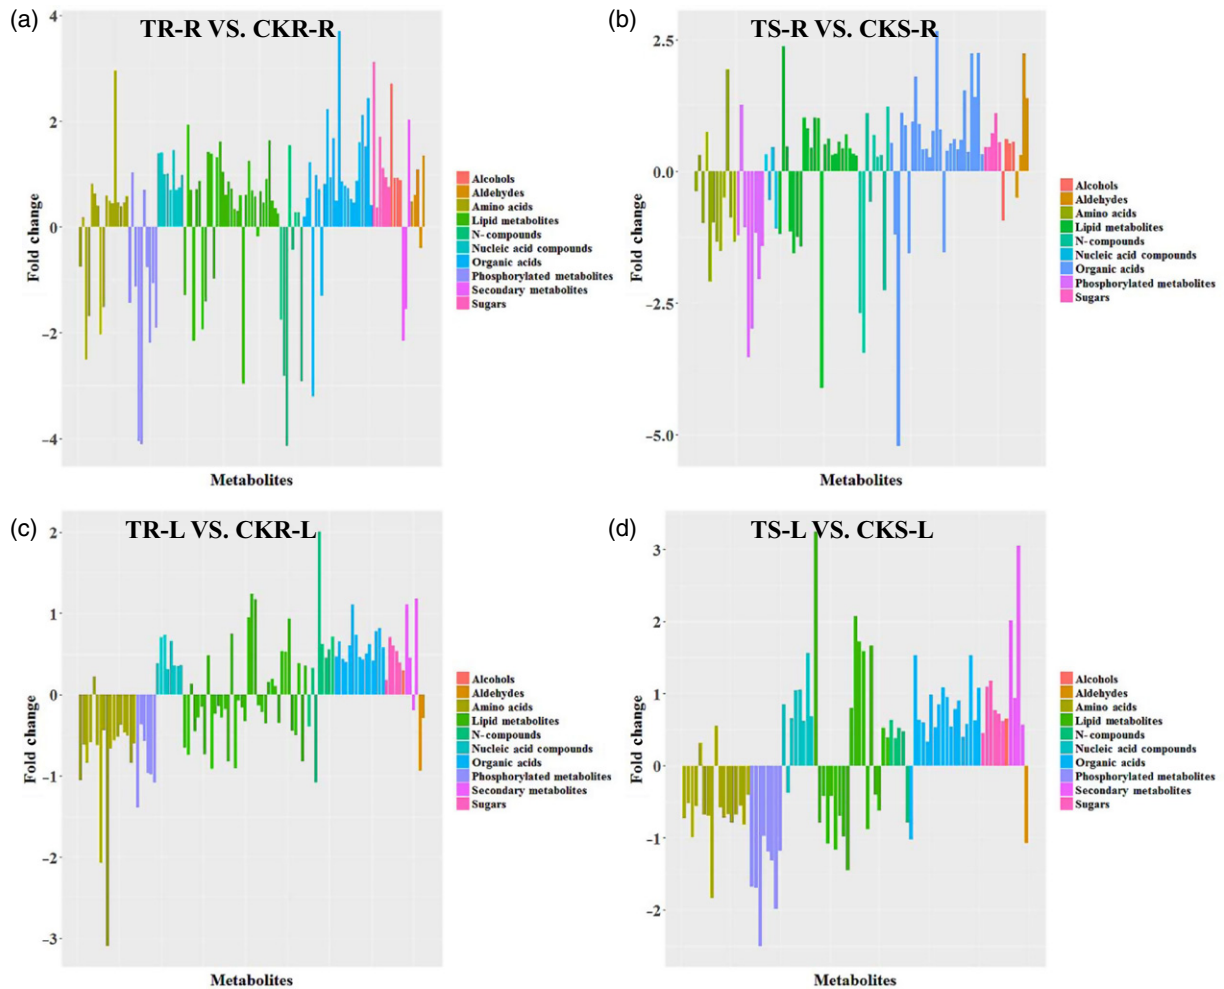 (a)
TR-R VS. CKR-R
4
2
0
−2
−4
Fold change
Metabolites
Alcohols
Aldehydes
Amino acids
Lipid metabolites
N-compounds
Nucleic acid compounds
Organic acids
Phosphorylated metabolites
Secondary metabolites
Sugars
(b)
TS-R VS. CKS-R
2.5
0.0
−2.5
−5.0
Fold change
Metabolites
Alcohols
Aldehydes
Amino acids
Lipid metabolites
N-compounds
Nucleic acid compounds
Organic acids
Phosphorylated metabolites
Sugars
(c)
TR-L VS. CKR-L
2
1
0
−1
−2
−3
Fold change
Metabolites
Alcohols
Aldehydes
Amino acids
Lipid metabolites
N-compounds
Nucleic acid compounds
Organic acids
Phosphorylated metabolites
Secondary metabolites
Sugars
(d)
TS-L VS. CKS-L
3
2
1
0
−1
−2
Fold change
Metabolites
Alcohols
Aldehydes
Amino acids
Lipid metabolites
N-compounds
Nucleic acid compounds
Organic acids
Phosphorylated metabolites
Secondary metabolites
Sugars